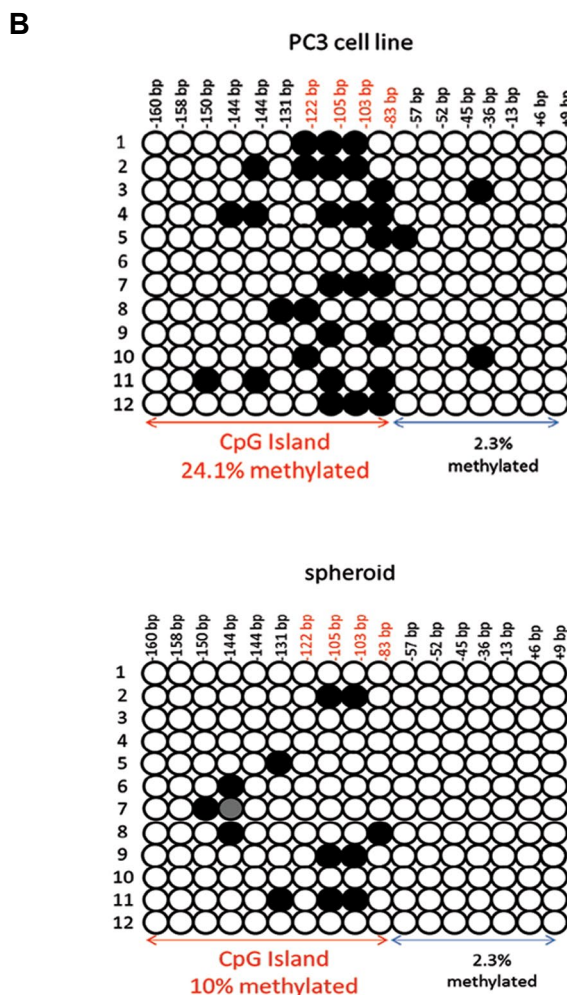 B
PC3 cell line
-160 bp
-158 bp
-150 bp
-144 bp
-144 bp
-131 bp
-122 bp
-105 bp
-103 bp
-83 bp
-57 bp
-52 bp
-45 bp
-36 bp
-13 bp
+6 bp
+9 bp
1
2
3
4
5
6
7
8
9
10
11
12
CpG Island
24.1% methylated
2.3%
methylated
spheroid
-160 bp
-158 bp
-150 bp
-144 bp
-144 bp
-131 bp
-122 bp
-105 bp
-103 bp
-83 bp
-57 bp
-52 bp
-45 bp
-36 bp
-13 bp
+6 bp
+9 bp
1
2
3
4
5
6
7
8
9
10
11
12
CpG Island
10% methylated
2.3%
methylated